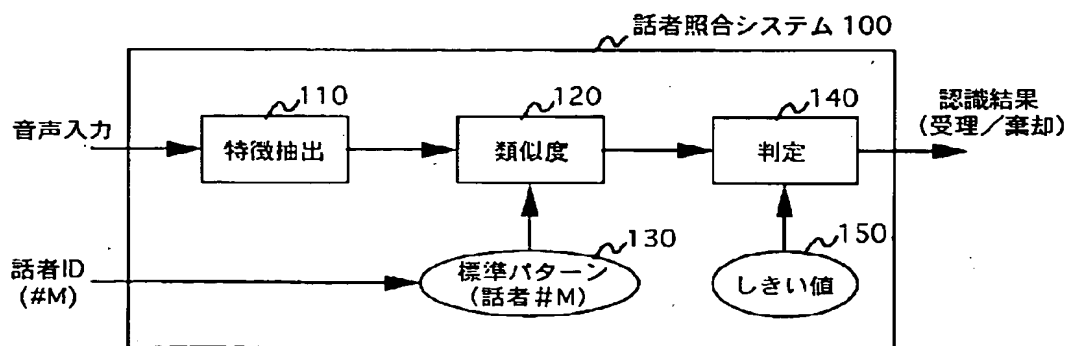 話者照合システム 100
110
120
140
認識結果
(受理/棄却)
音声入力
特徴抽出
類似度
判定
130
150
話者ID
(#M)
標準パターン
(話者#M)
しきい値